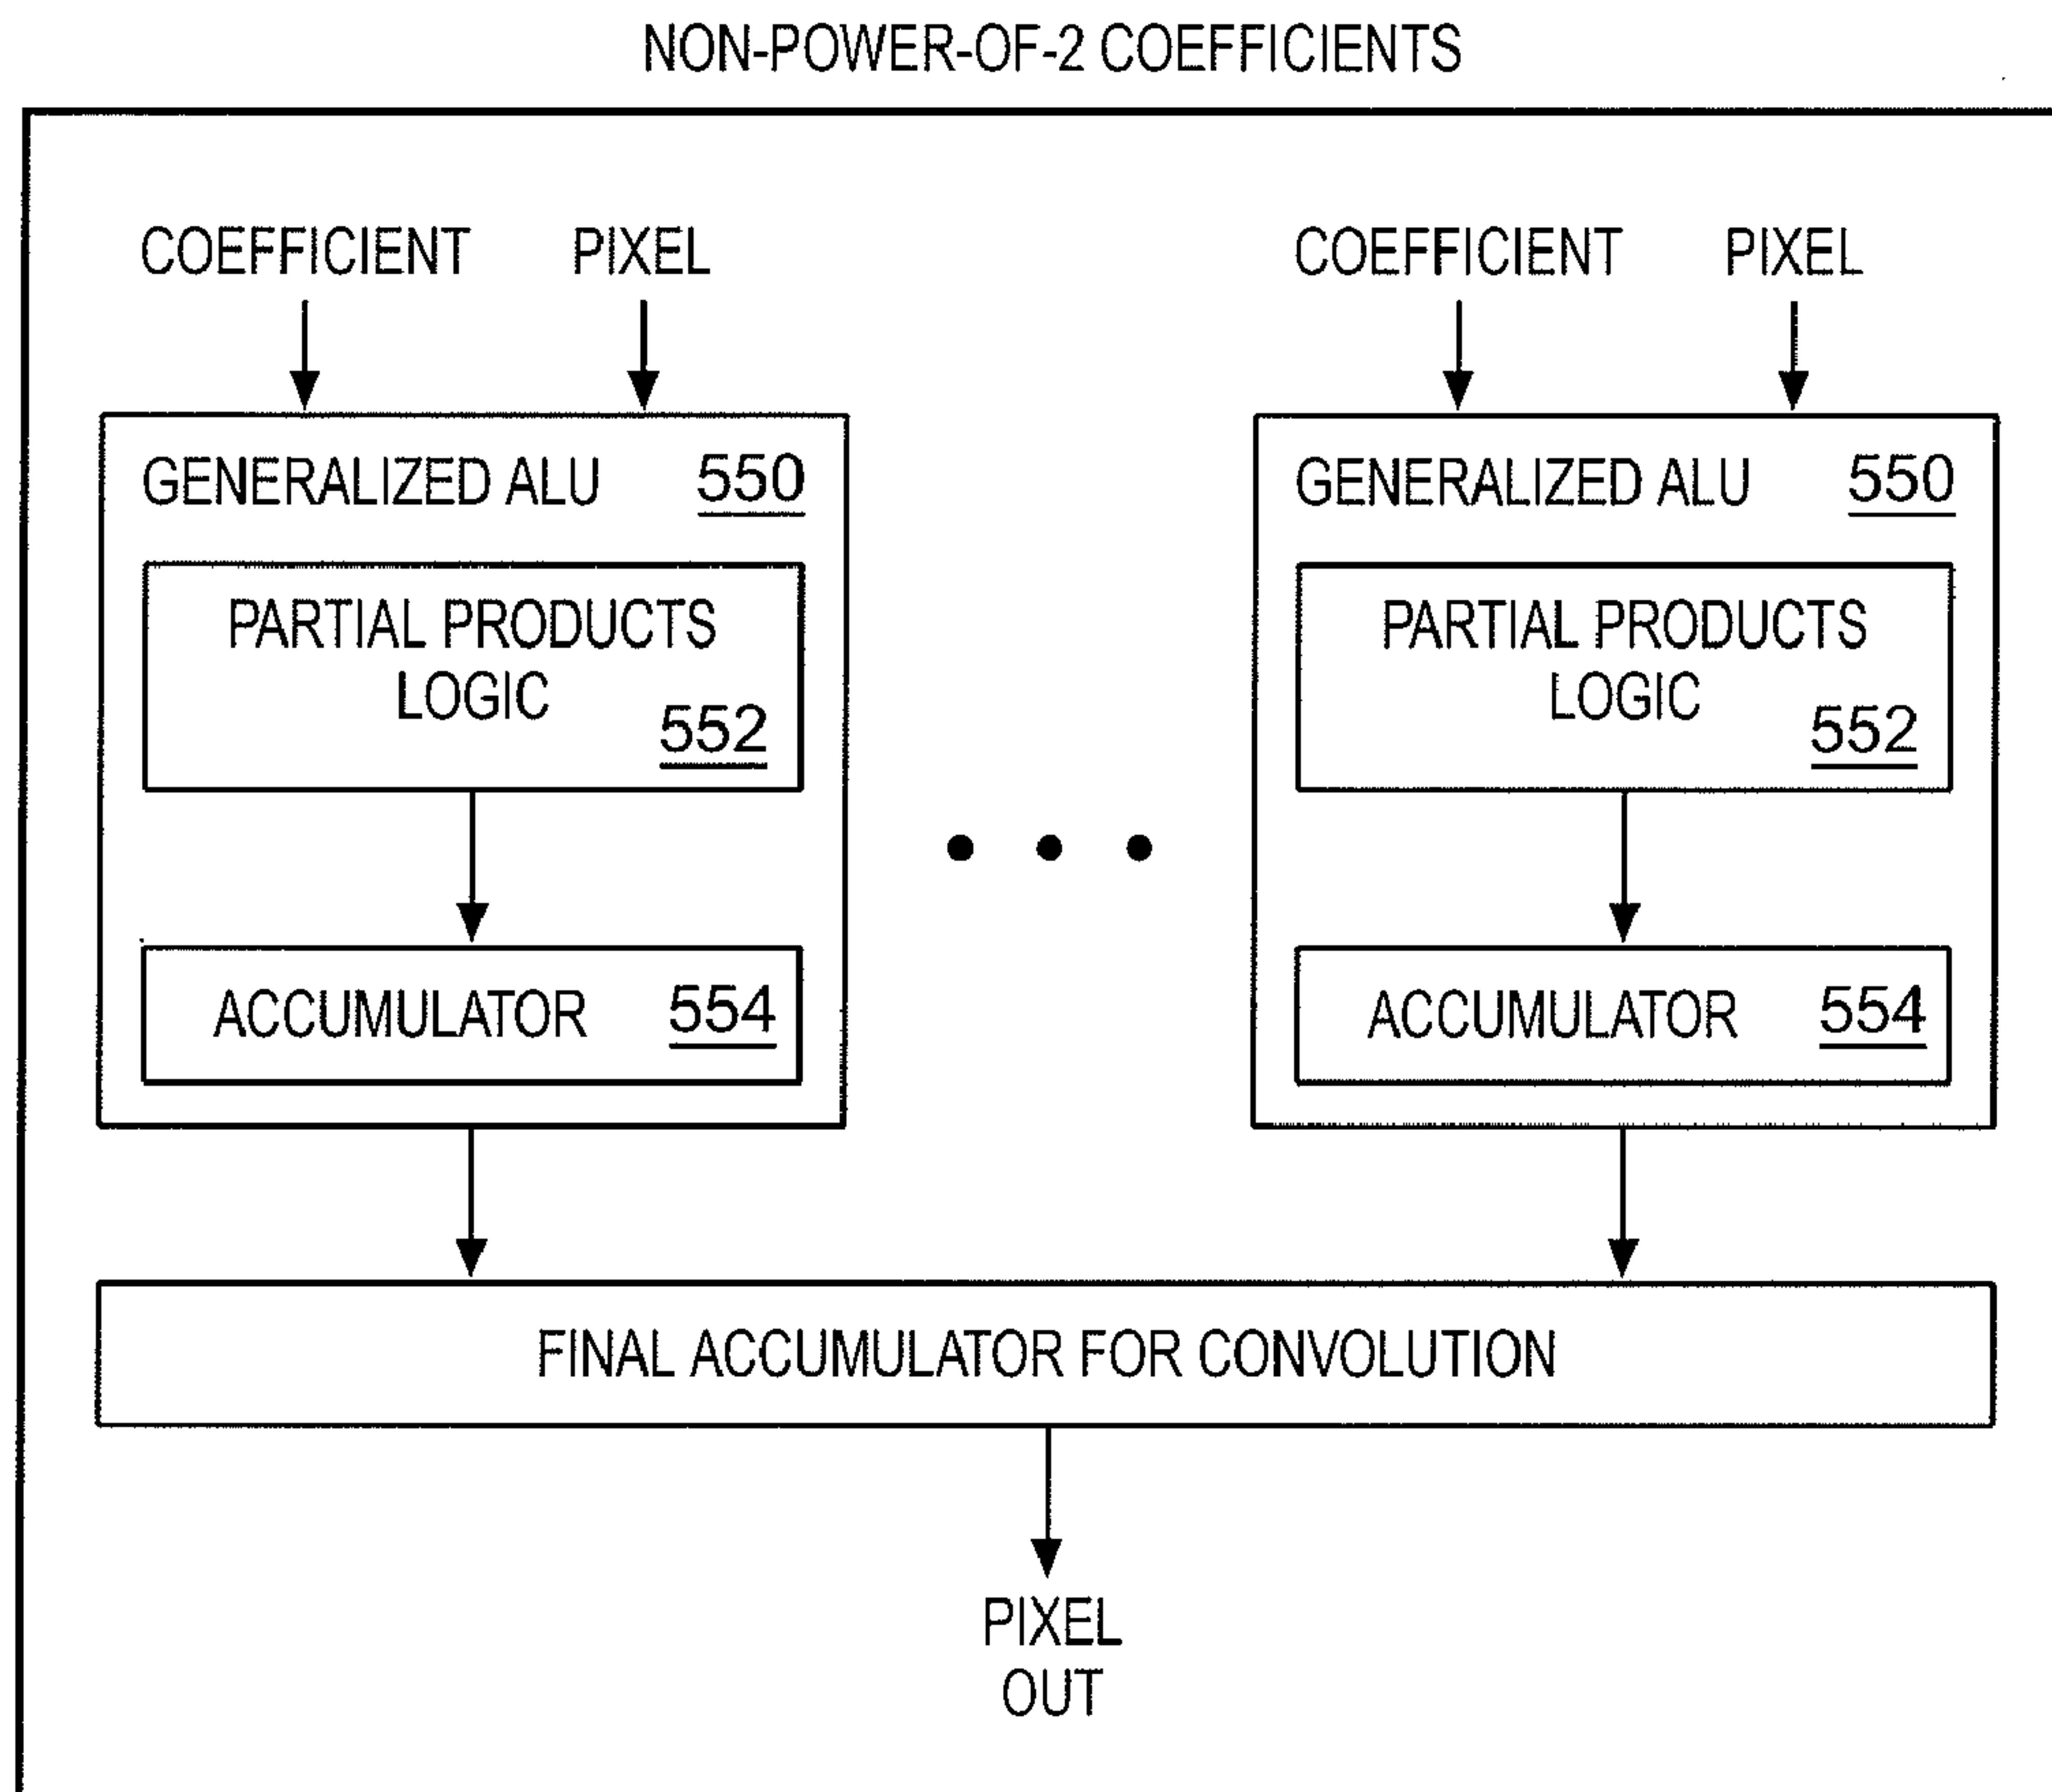 NON-POWER-OF-2 COEFFICIENTS
COEFFICIENT PIXEL
COEFFICIENT PIXEL
GENERALIZED ALU 550
PARTIAL PRODUCTS
LOGIC
552
ACCUMULATOR 554
GENERALIZED ALU 550
PARTIAL PRODUCTS
LOGIC
552
ACCUMULATOR 554
FINAL ACCUMULATOR FOR CONVOLUTION
PIXEL
OUT